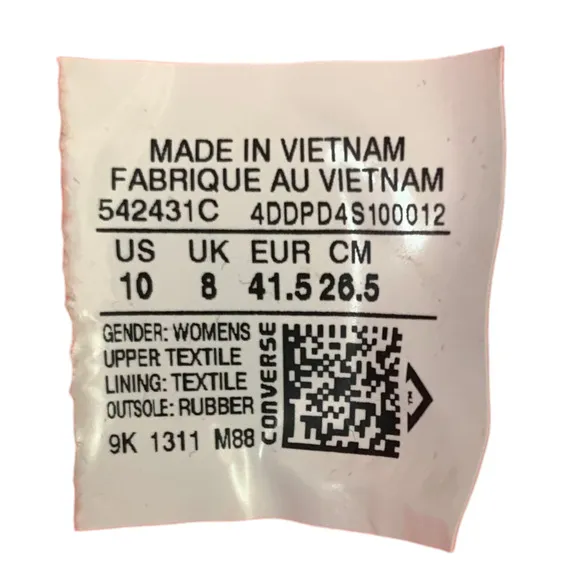 MADE IN VIETNAM
FABRIQUE AU VIETNAM
542431C 4DDPD4S100012
US UK EUR CM
10 8 41.5 26.5
GENDER: WOMENS
UPPER TEXTILE
LINING: TEXTILE
OUTSOLE: RUBBER
9K 1311 M88
CONVERSE
TM